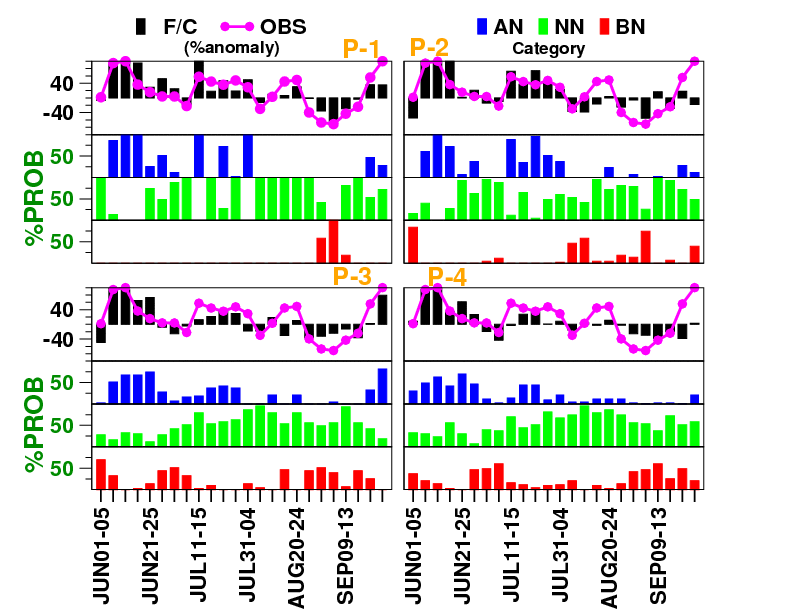 F/C OBS AN NN BN
(%anomaly) Category
P-1 P-2
40
-40
50
50
50
%PROB
P-3 P-4
40
-40
50
50
50
%PROB
JUN01-05 JUN21-25 JUL11-15 JUL31-04 AUG20-24 SEP09-13 JUN01-05 JUN21-25 JUL11-15 JUL31-04 AUG20-24 SEP09-13